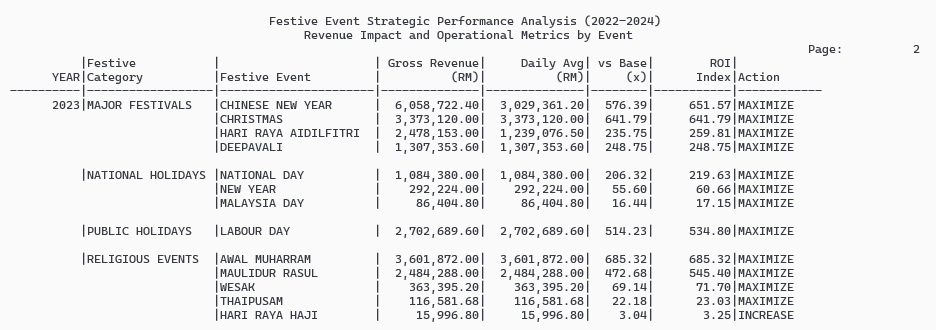 Festive Event Strategic Performance Analysis (2022-2024)
Revenue Impact and Operational Metrics by Event
Page: 2
|Festive | | Gross Revenue| Daily Avg| vs Base| ROI|
YEAR|Category |Festive Event | (RM)| (RM)| (x)| Index|Action
2023|MAJOR FESTIVALS |CHINESE NEW YEAR | 6,058,722.40| 3,029,361.20| 576.39| 651.57|MAXIMIZE
|CHRISTMAS | 3,373,120.00| 3,373,120.00| 641.79| 641.79|MAXIMIZE
|HARI RAYA AIDILFITRI | 2,478,153.00| 1,239,076.50| 235.75| 259.81|MAXIMIZE
|DEEPAVALI | 1,307,353.60| 1,307,353.60| 248.75| 248.75|MAXIMIZE
|NATIONAL HOLIDAYS |NATIONAL DAY | 1,084,380.00| 1,084,380.00| 206.32| 219.63|MAXIMIZE
|NEW YEAR | 292,224.00| 292,224.00| 55.60| 60.66|MAXIMIZE
|MALAYSIA DAY | 86,404.80| 86,404.80| 16.44| 17.15|MAXIMIZE
|PUBLIC HOLIDAYS |LABOUR DAY | 2,702,689.60| 2,702,689.60| 514.23| 534.80|MAXIMIZE
|RELIGIOUS EVENTS |AWAL MUHARRAM | 3,601,872.00| 3,601,872.00| 685.32| 685.32|MAXIMIZE
|MAULIDUR RASUL | 2,484,288.00| 2,484,288.00| 472.68| 545.40|MAXIMIZE
|WESAK | 363,395.20| 363,395.20| 69.14| 71.70|MAXIMIZE
|THAIPUSAM | 116,581.68| 116,581.68| 22.18| 23.03|MAXIMIZE
|HARI RAYA HAJI | 15,996.80| 15,996.80| 3.04| 3.25|INCREASE